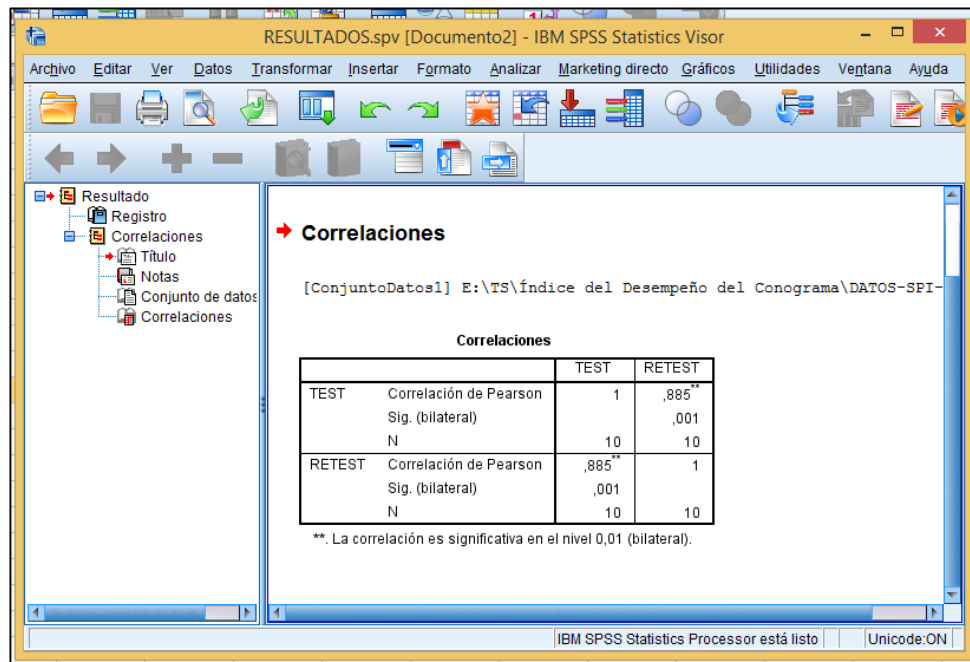 RESULTADOS.spv [Documento2] - IBM SPSS Statistics Visor
Archivo Editar Ver Datos Transformar Insertar Formato Analizar Marketing directo Gráficos Utilidades Ventana Ayuda
Resultado
Registro
Correlaciones
Título
Notas
Conjunto de datos
Correlaciones
Correlaciones
[ConjuntoDatos1] E:\TS\Índice del Desempeño del Conograma\DATOS-SPI-
Correlaciones
TEST RETEST
TEST Correlación de Pearson 1 ,885**
Sig. (bilateral) ,001
N 10 10
RETEST Correlación de Pearson ,885** 1
Sig. (bilateral) ,001
N 10 10
**. La correlación es significativa en el nivel 0,01 (bilateral).
IBM SPSS Statistics Processor está listo Unicode:ON